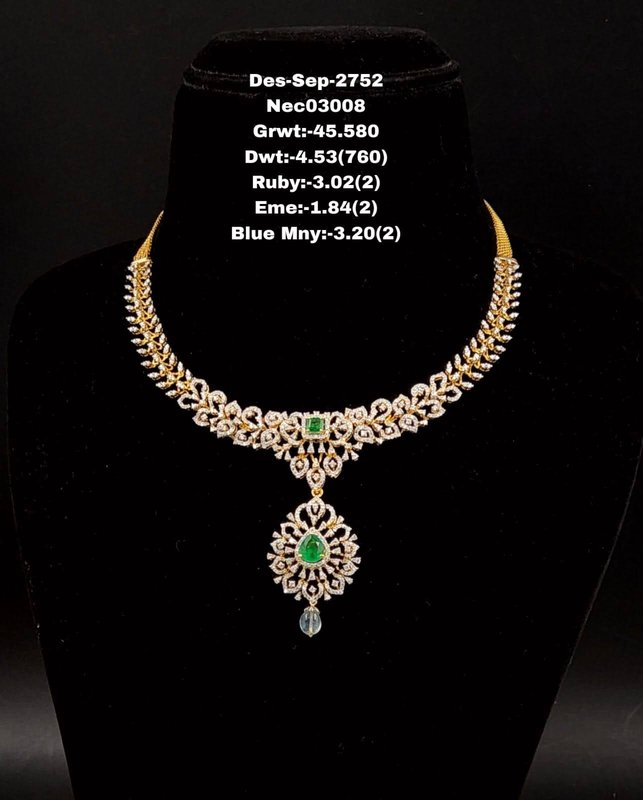 Des-Sep-2752
Nec03008
Grwt:-45.580
Dwt:-4.53(760)
Ruby:-3.02(2)
Eme:-1.84(2)
Blue Mny:-3.20(2)